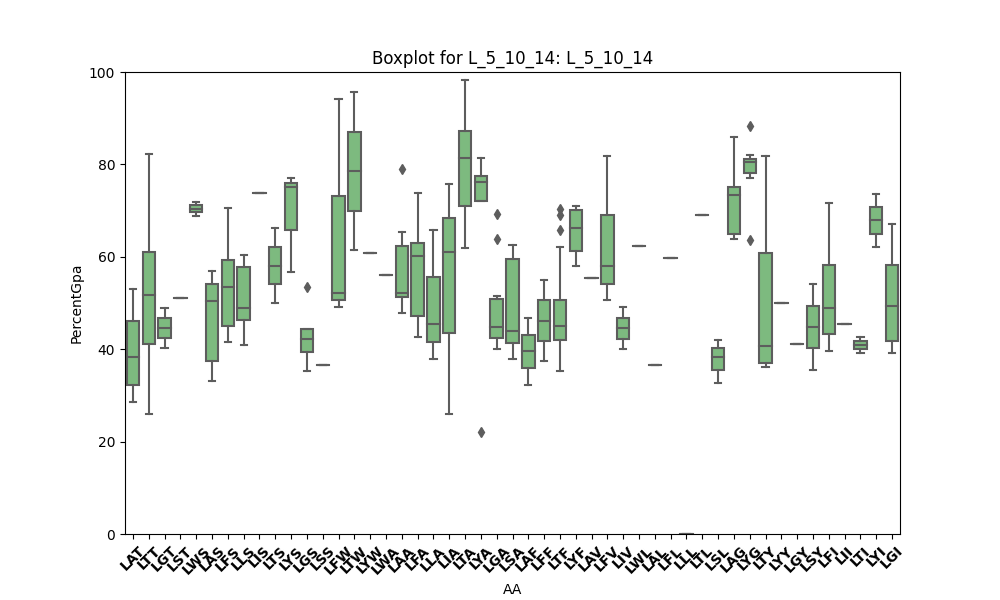 Boxplot for L_5_10_14: L_5_10_14
PercentGpa
100
80
60
40
20
0
LAT LTT LGT LST LWS LAS LFS LLS LIS LTS LYS LGS LSS LFW LTW LYW LWA LAA LFA LLA LIA LTA LYA LGA LSA LAF LFF LTF LYF LAV LFV LIV LWL LAL LFL LLL LTL LSL LAG LYG LTY LYY LGY LSY LFI LII LTI LYI LGI
AA